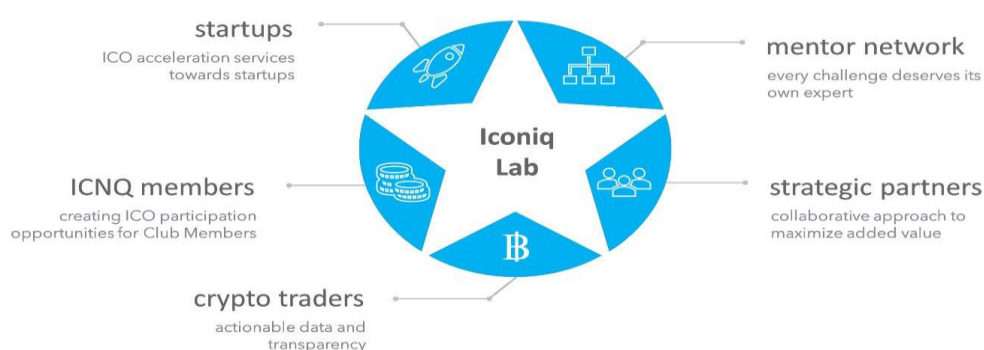 startups
ICO acceleration services
towards startups
mentor network
every challenge deserves its
own expert
Iconiq
Lab
ICNQ members
creating ICO participation
opportunities for Club Members
strategic partners
collaborative approach to
maximize added value
crypto traders
actionable data and
transparency